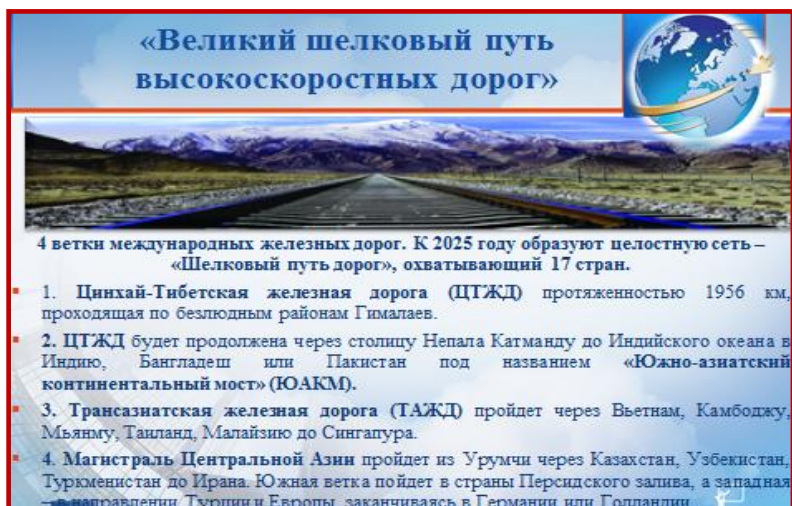 «Великий шелковый путь
высокоскоростных дорог»
4 ветки международных железных дорог. К 2025 году образуют целостную сеть –
«Шелковый путь дорог», охватывающий 17 стран.
1. Цинхай-Тибетская железная дорога (ЦТЖД) протяженностью 1956 км,
проходящая по безлюдным районам Гималаев.
2. ЦТЖД будет продолжена через столицу Непала Катманду до Индийского океана в
Индию, Бангладеш или Пакистан под названием «Южно-азиатский
континентальный мост» (ЮАКМ).
3. Трансазиатская железная дорога (ТАЖД) пройдет через Вьетнам, Камбоджу,
Мьянму, Таиланд, Малайзию до Сингапура.
4. Магистраль Центральной Азии пройдет из Урумчи через Казахстан, Узбекистан,
Туркменистан до Ирана. Южная ветка пойдет в страны Персидского залива, а западная
– в направлении Турции и Европы, заканчиваясь в Германии или Голландии